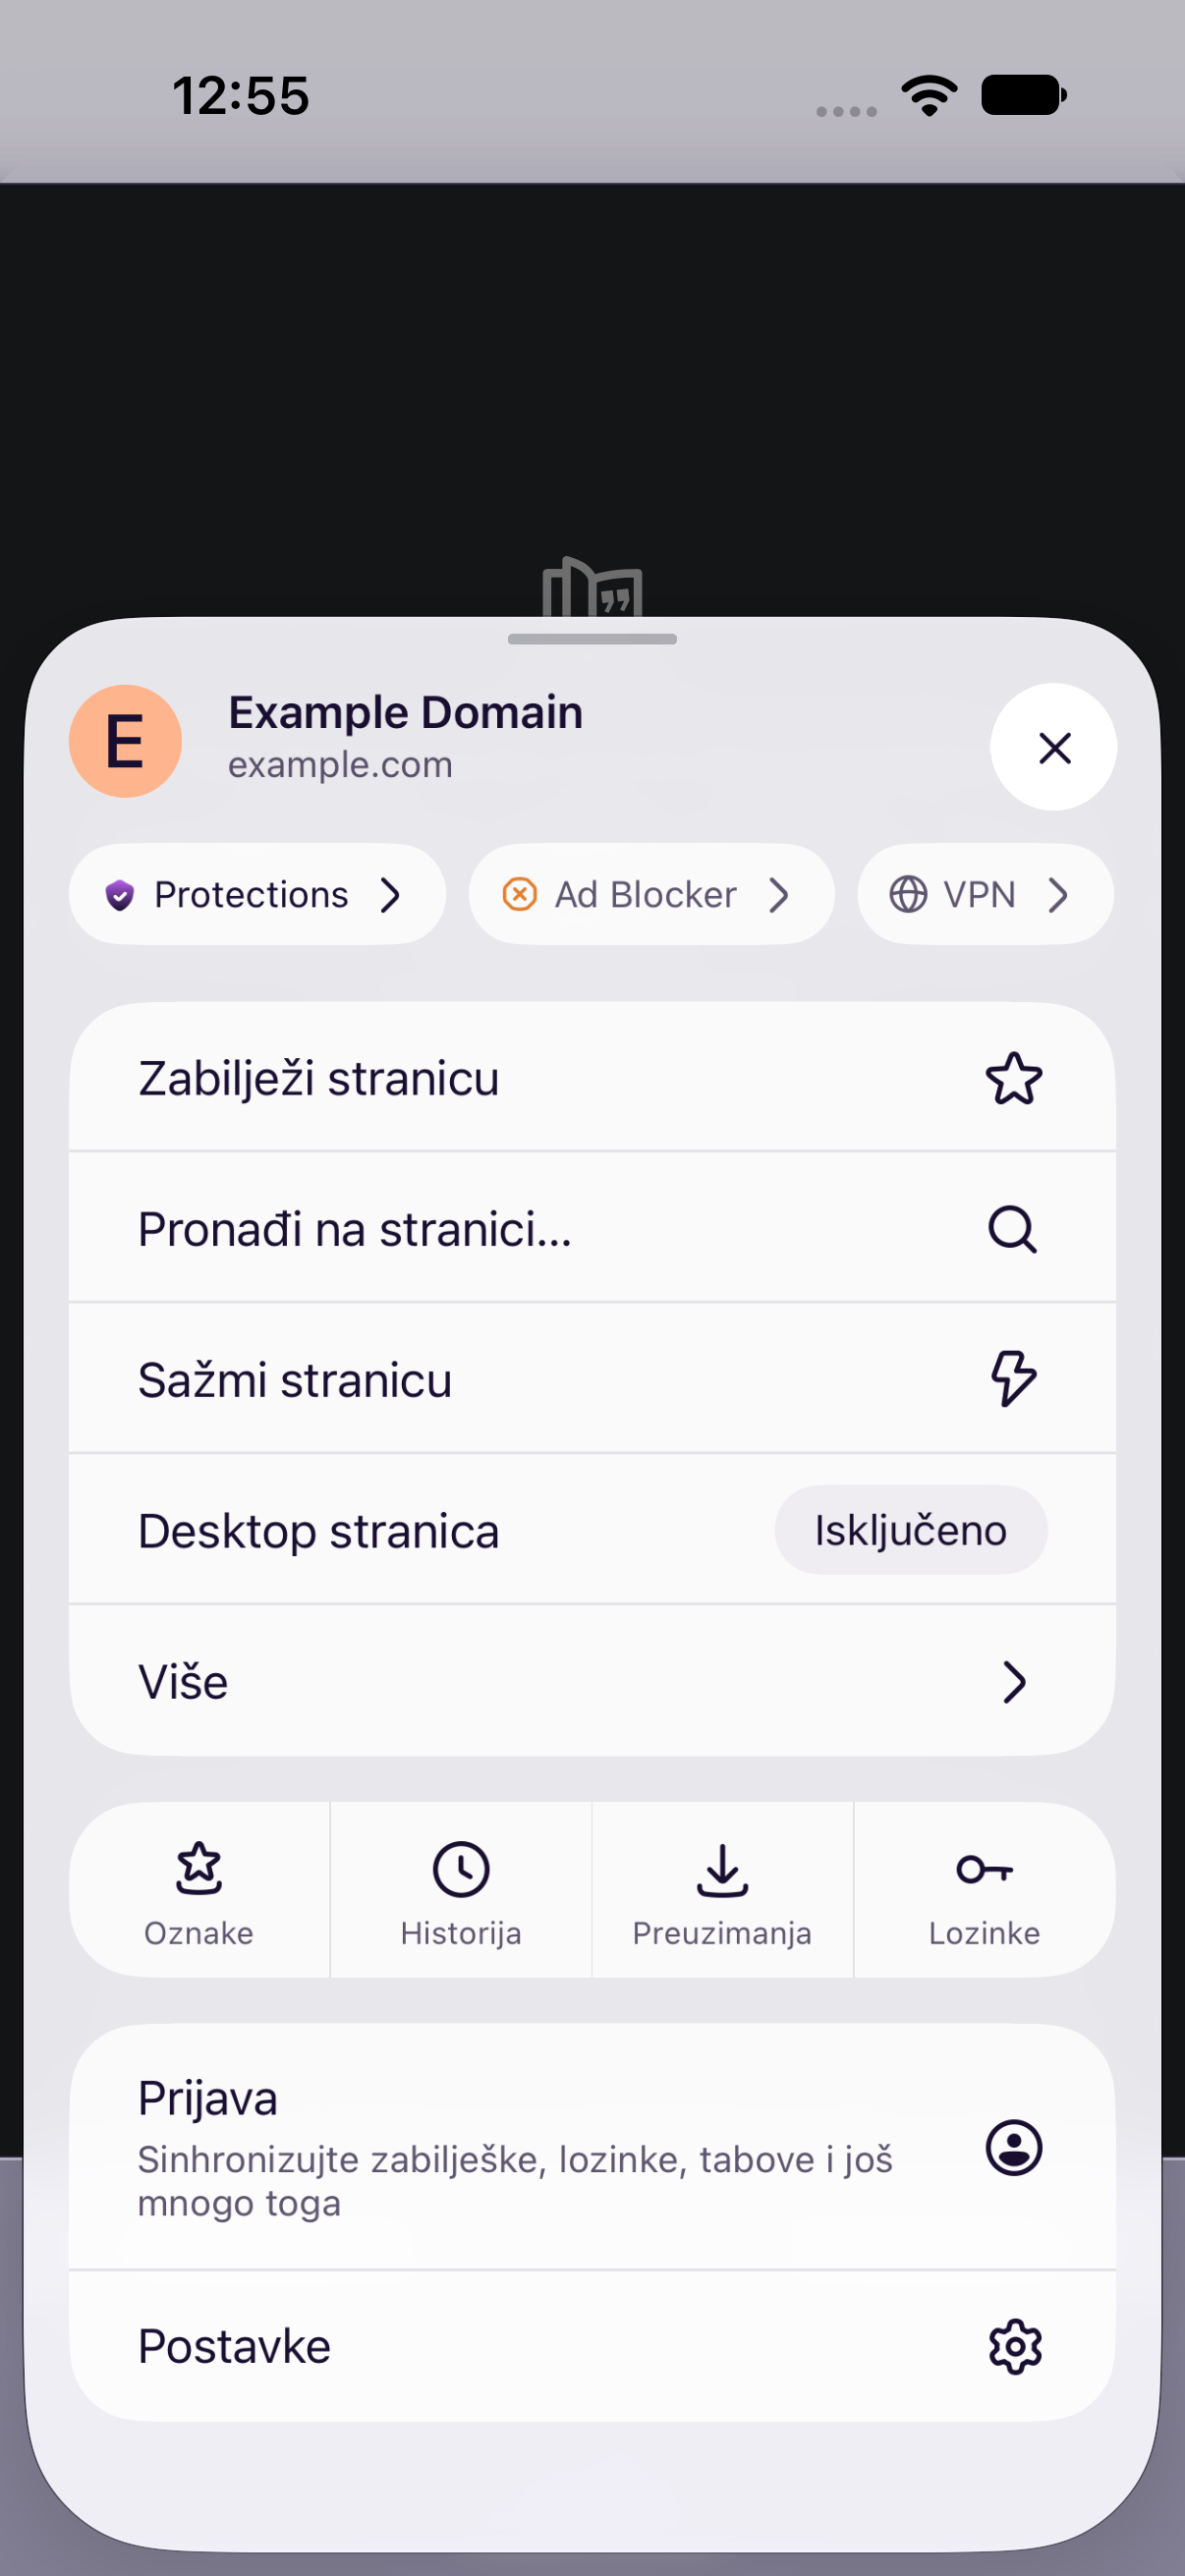 12:55
E
Example Domain
example.com
Protections
Ad Blocker
VPN
Zabilježi stranicu
Pronađi na stranici...
Sažmi stranicu
Desktop stranica
Isključeno
Više
Oznake
Historija
Preuzimanja
Lozinke
Prijava
Sinhronizujte zabilješke, lozinke, tabove i još
mnogo toga
Postavke